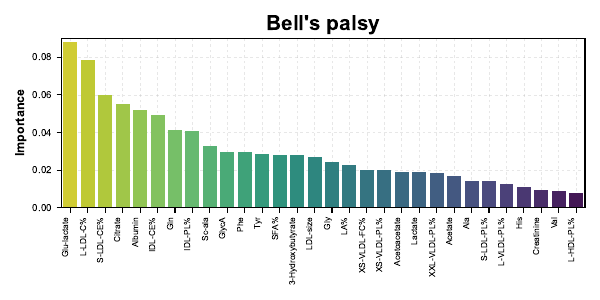 Bell's palsy
Importance
0.08
0.06
0.04
0.02
0.00
Glu-lactate
L-LDL-C%
S-LDL-CE%
Citrate
Albumin
IDL-CE%
Gln
IDL-PL%
Sc-ala
GlycA
Phe
Tyr
SFA%
3-Hydroxybutyrate
LDL-size
Gly
LA%
XS-VLDL-FC%
XS-VLDL-PL%
Acetoacetate
Lactate
XXL-VLDL-PL%
Acetate
Ala
S-LDL-PL%
L-VLDL-PL%
His
Creatinine
Val
L-HDL-PL%